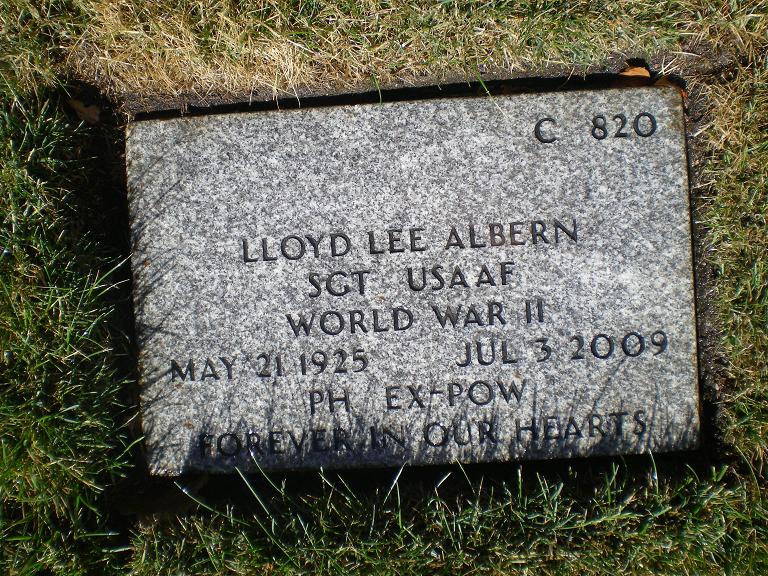 C 820
LLOYD LEE ALBERN
SGT USAAF
WORLD WAR II
MAY 21 1925 JUL 3 2009
PH EX-POW
FOREVER IN OUR HEARTS